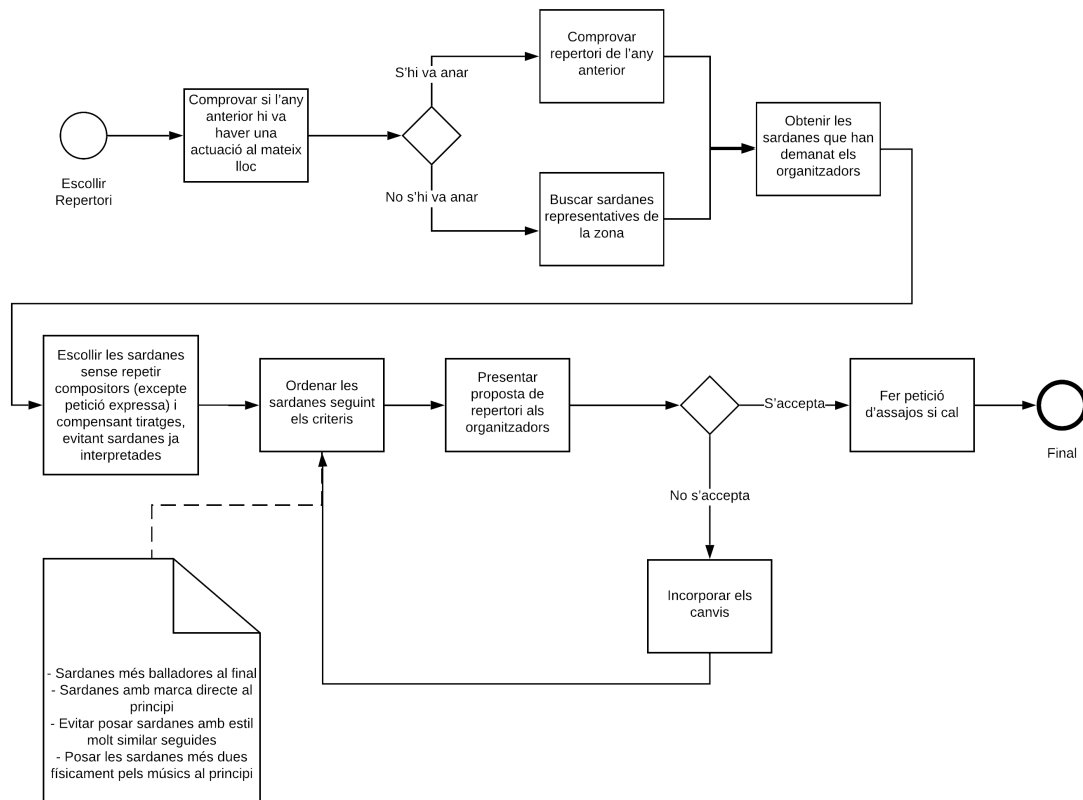 Escollir
Repertori
Comprovar si l'any
anterior hi va
haver una
actuació al mateix
lloc
S'hi va anar
No s'hi va anar
Comprovar
repertori de l'any
anterior
Buscar sardanes
representatives de
la zona
Obtenir les
sardanes que han
demanat els
organitzadors
Escollir les sardanes
sense repetir
compositors (excepte
petició expressa) i
compensant tiratges,
evitant sardanes ja
interpretades
Ordenar les
sardanes seguint
els criteris
Presentar
proposta de
repertori als
organitzadors
S'accepta
No s'accepta
Fer petició
d'assajos si cal
Final
Incorporar els
canvis
- Sardanes més balladores al final
- Sardanes amb marca directe al
principi
- Evitar posar sardanes amb estil
molt similar seguides
- Posar les sardanes més dues
físicament pels músics al principi